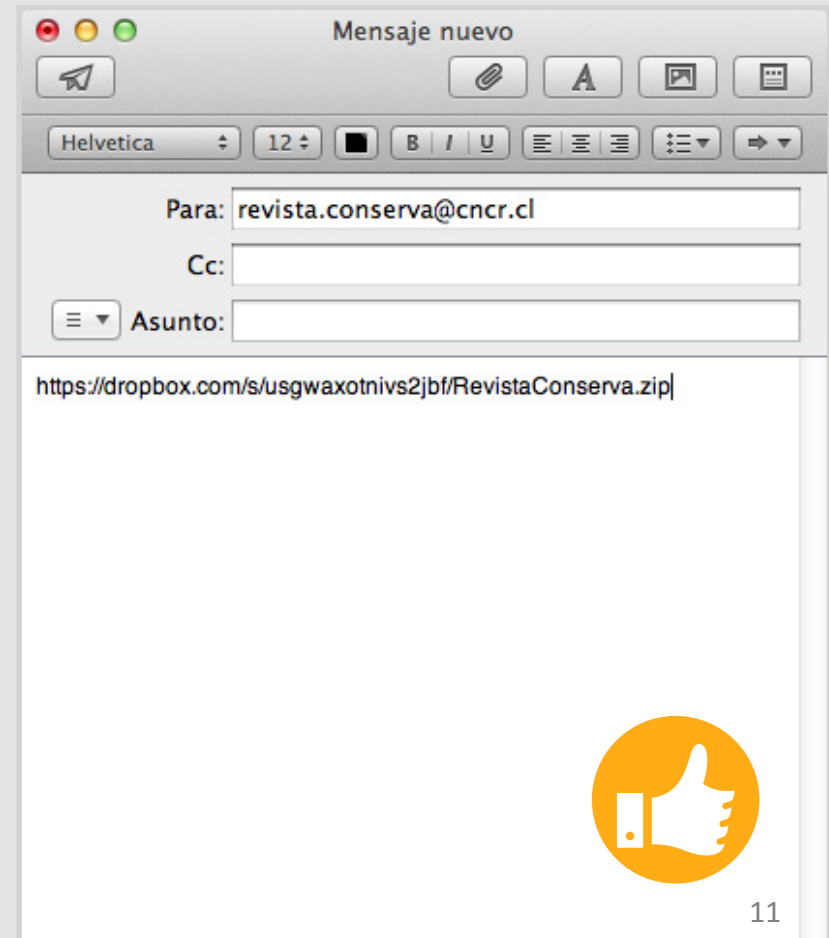 Mensaje nuevo
A
Helvetica 12 B I U
Para: revista.conserva@cncr.cl
Cc:
Asunto:
https://dropbox.com/s/usgwaxotnivs2jbf/RevistaConserva.zip
11